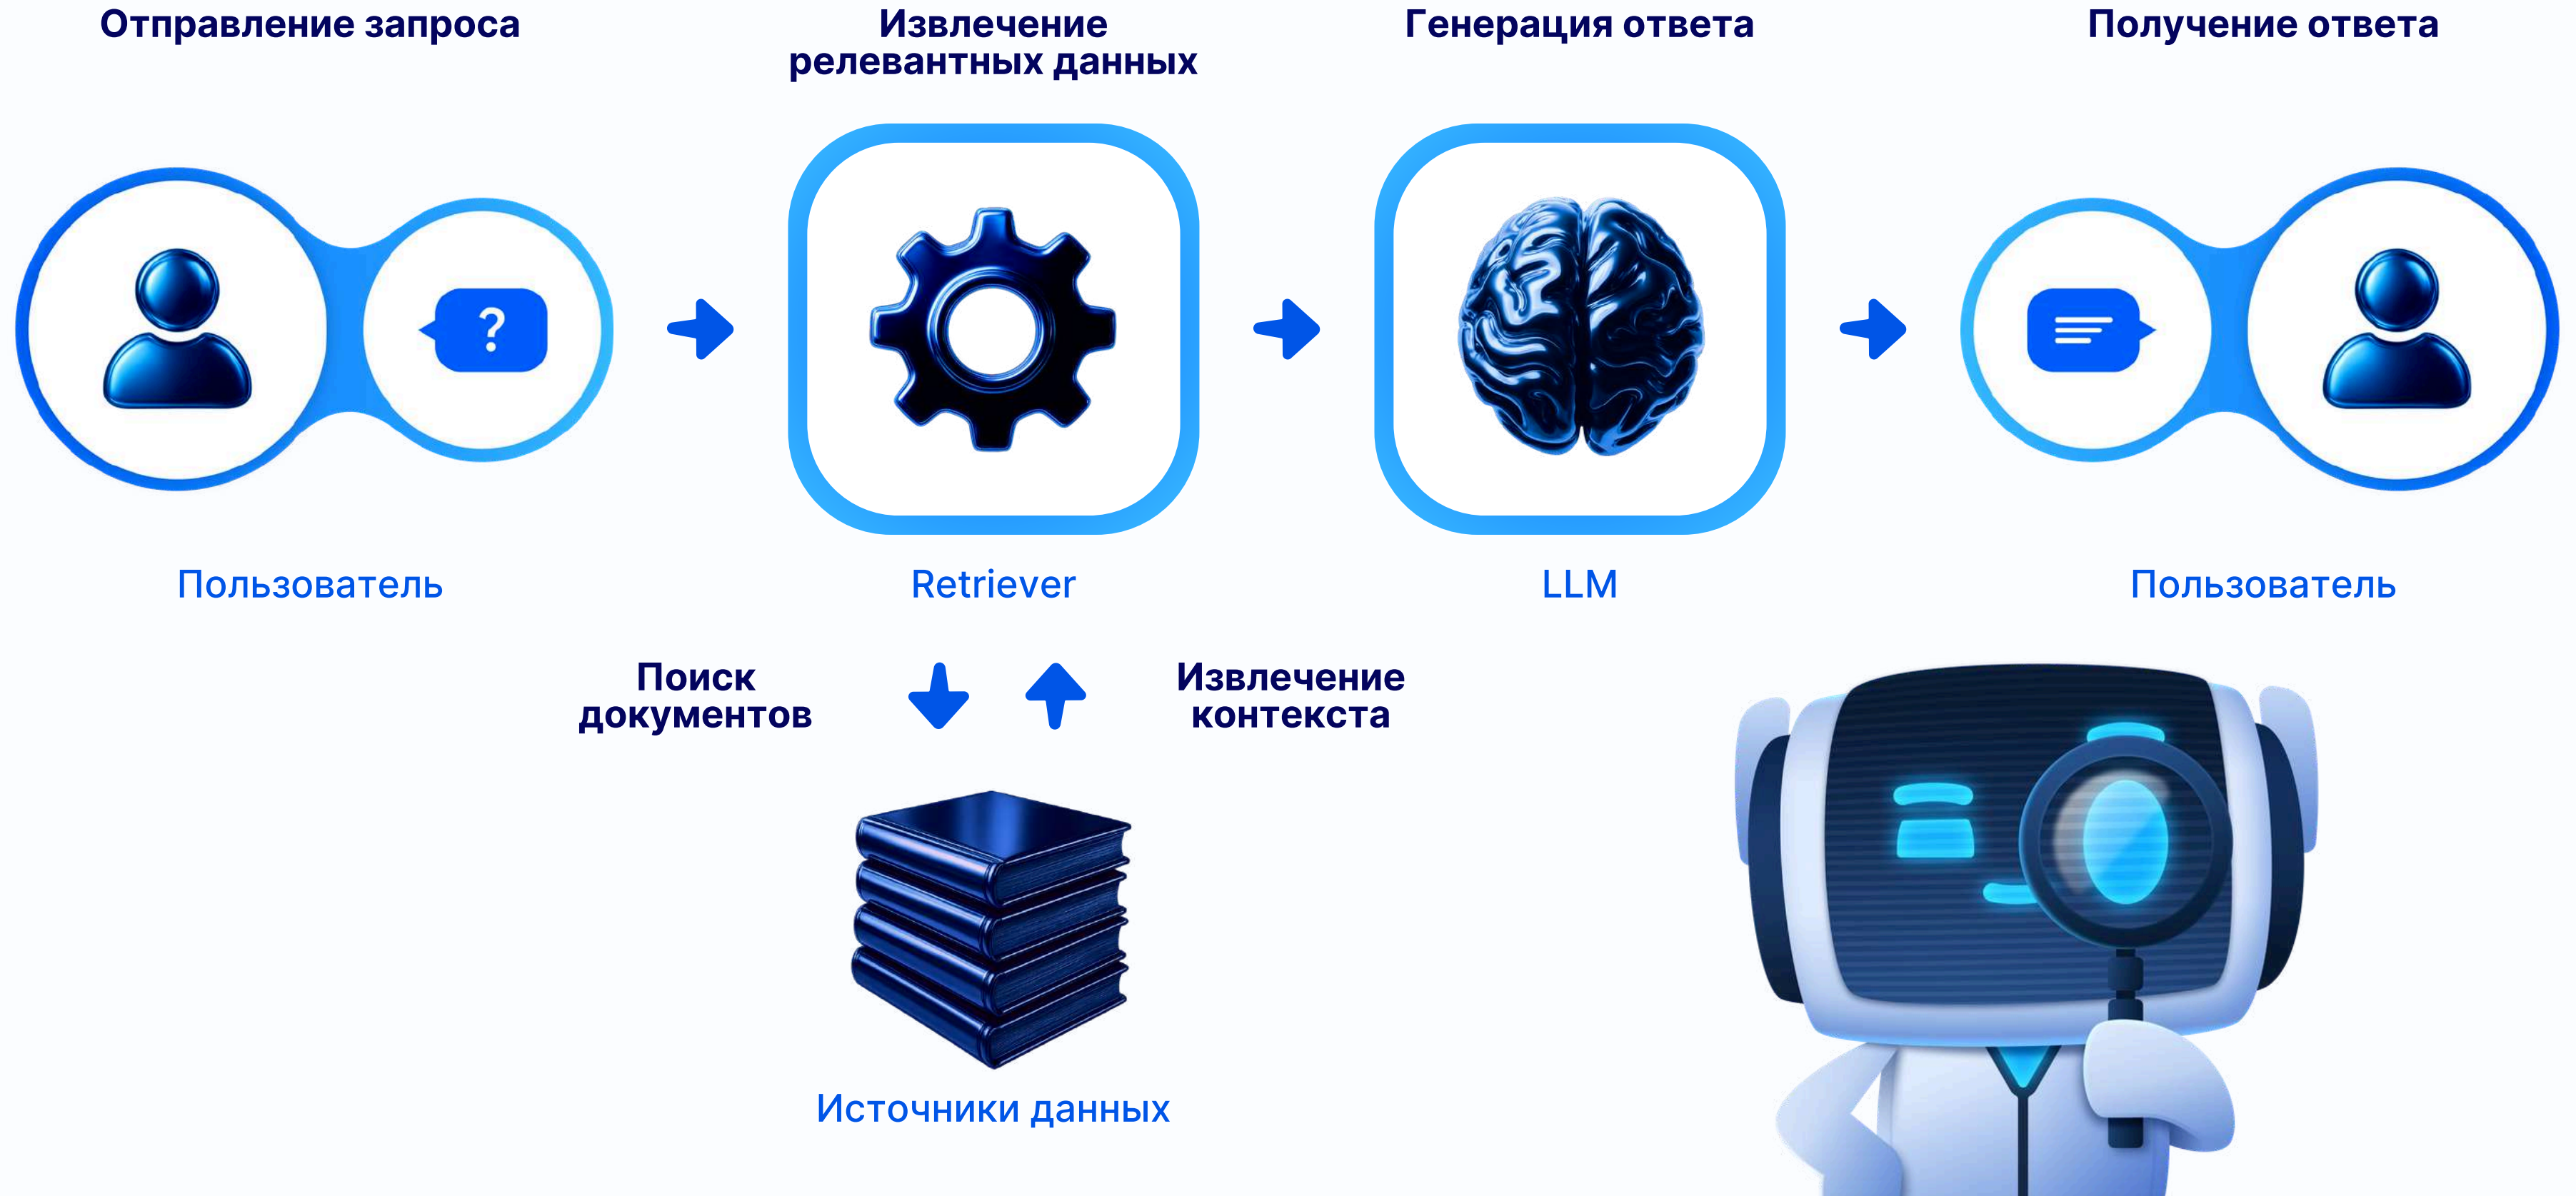 Отправление запроса
Извлечение
релевантных данных
Генерация ответа
Получение ответа
?
Пользователь
Retriever
LLM
Пользователь
Поиск
документов
Извлечение
контекста
Источники данных